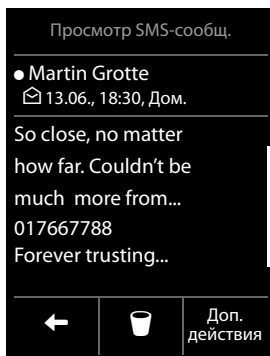 Просмотр SMS-сообщ.
Martin Grotte
13.06., 18:30, Дом.
So close, no matter
how far. Couldn't be
much more from...
017667788
Forever trusting...
Доп.
действия